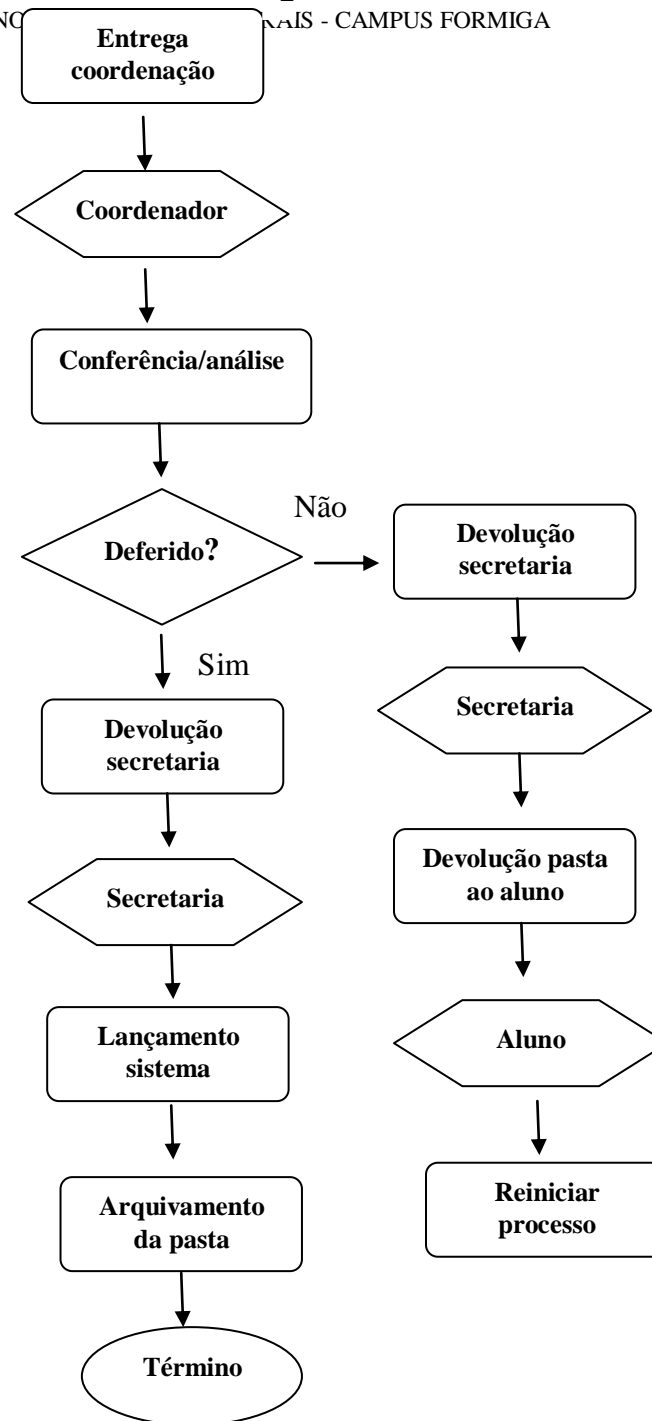 - CAMPUS FORMIGA
Entrega
coordenação
Coordenador
Conferência/análise
Deferido?
Não
Devolução
secretaria
Sim
Secretaria
Devolução
secretaria
Devolução pasta
ao aluno
Secretaria
Aluno
Lançamento
sistema
Reiniciar
processo
Arquivamento
da pasta
Término